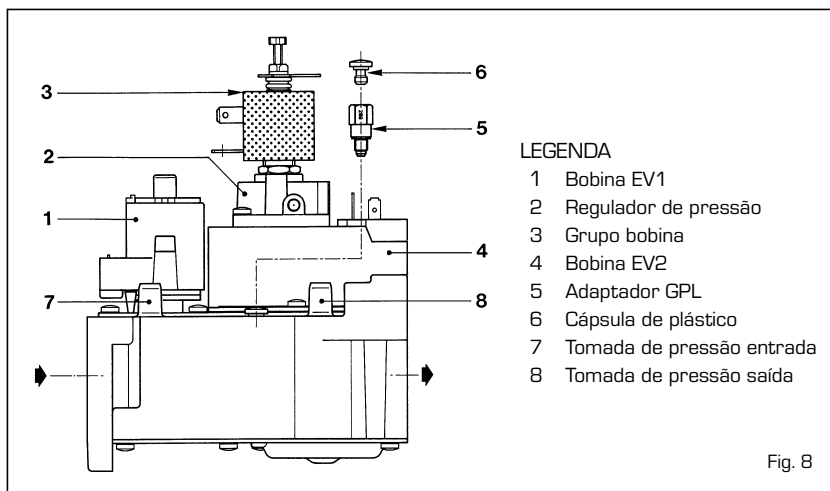 3
6
5
2
1
4
7
8
LEGENDA
1 Bobina EV1
2 Regulador de pressão
3 Grupo bobina
4 Bobina EV2
5 Adaptador GPL
6 Cápsula de plástico
7 Tomada de pressão entrada
8 Tomada de pressão saída
Fig. 8